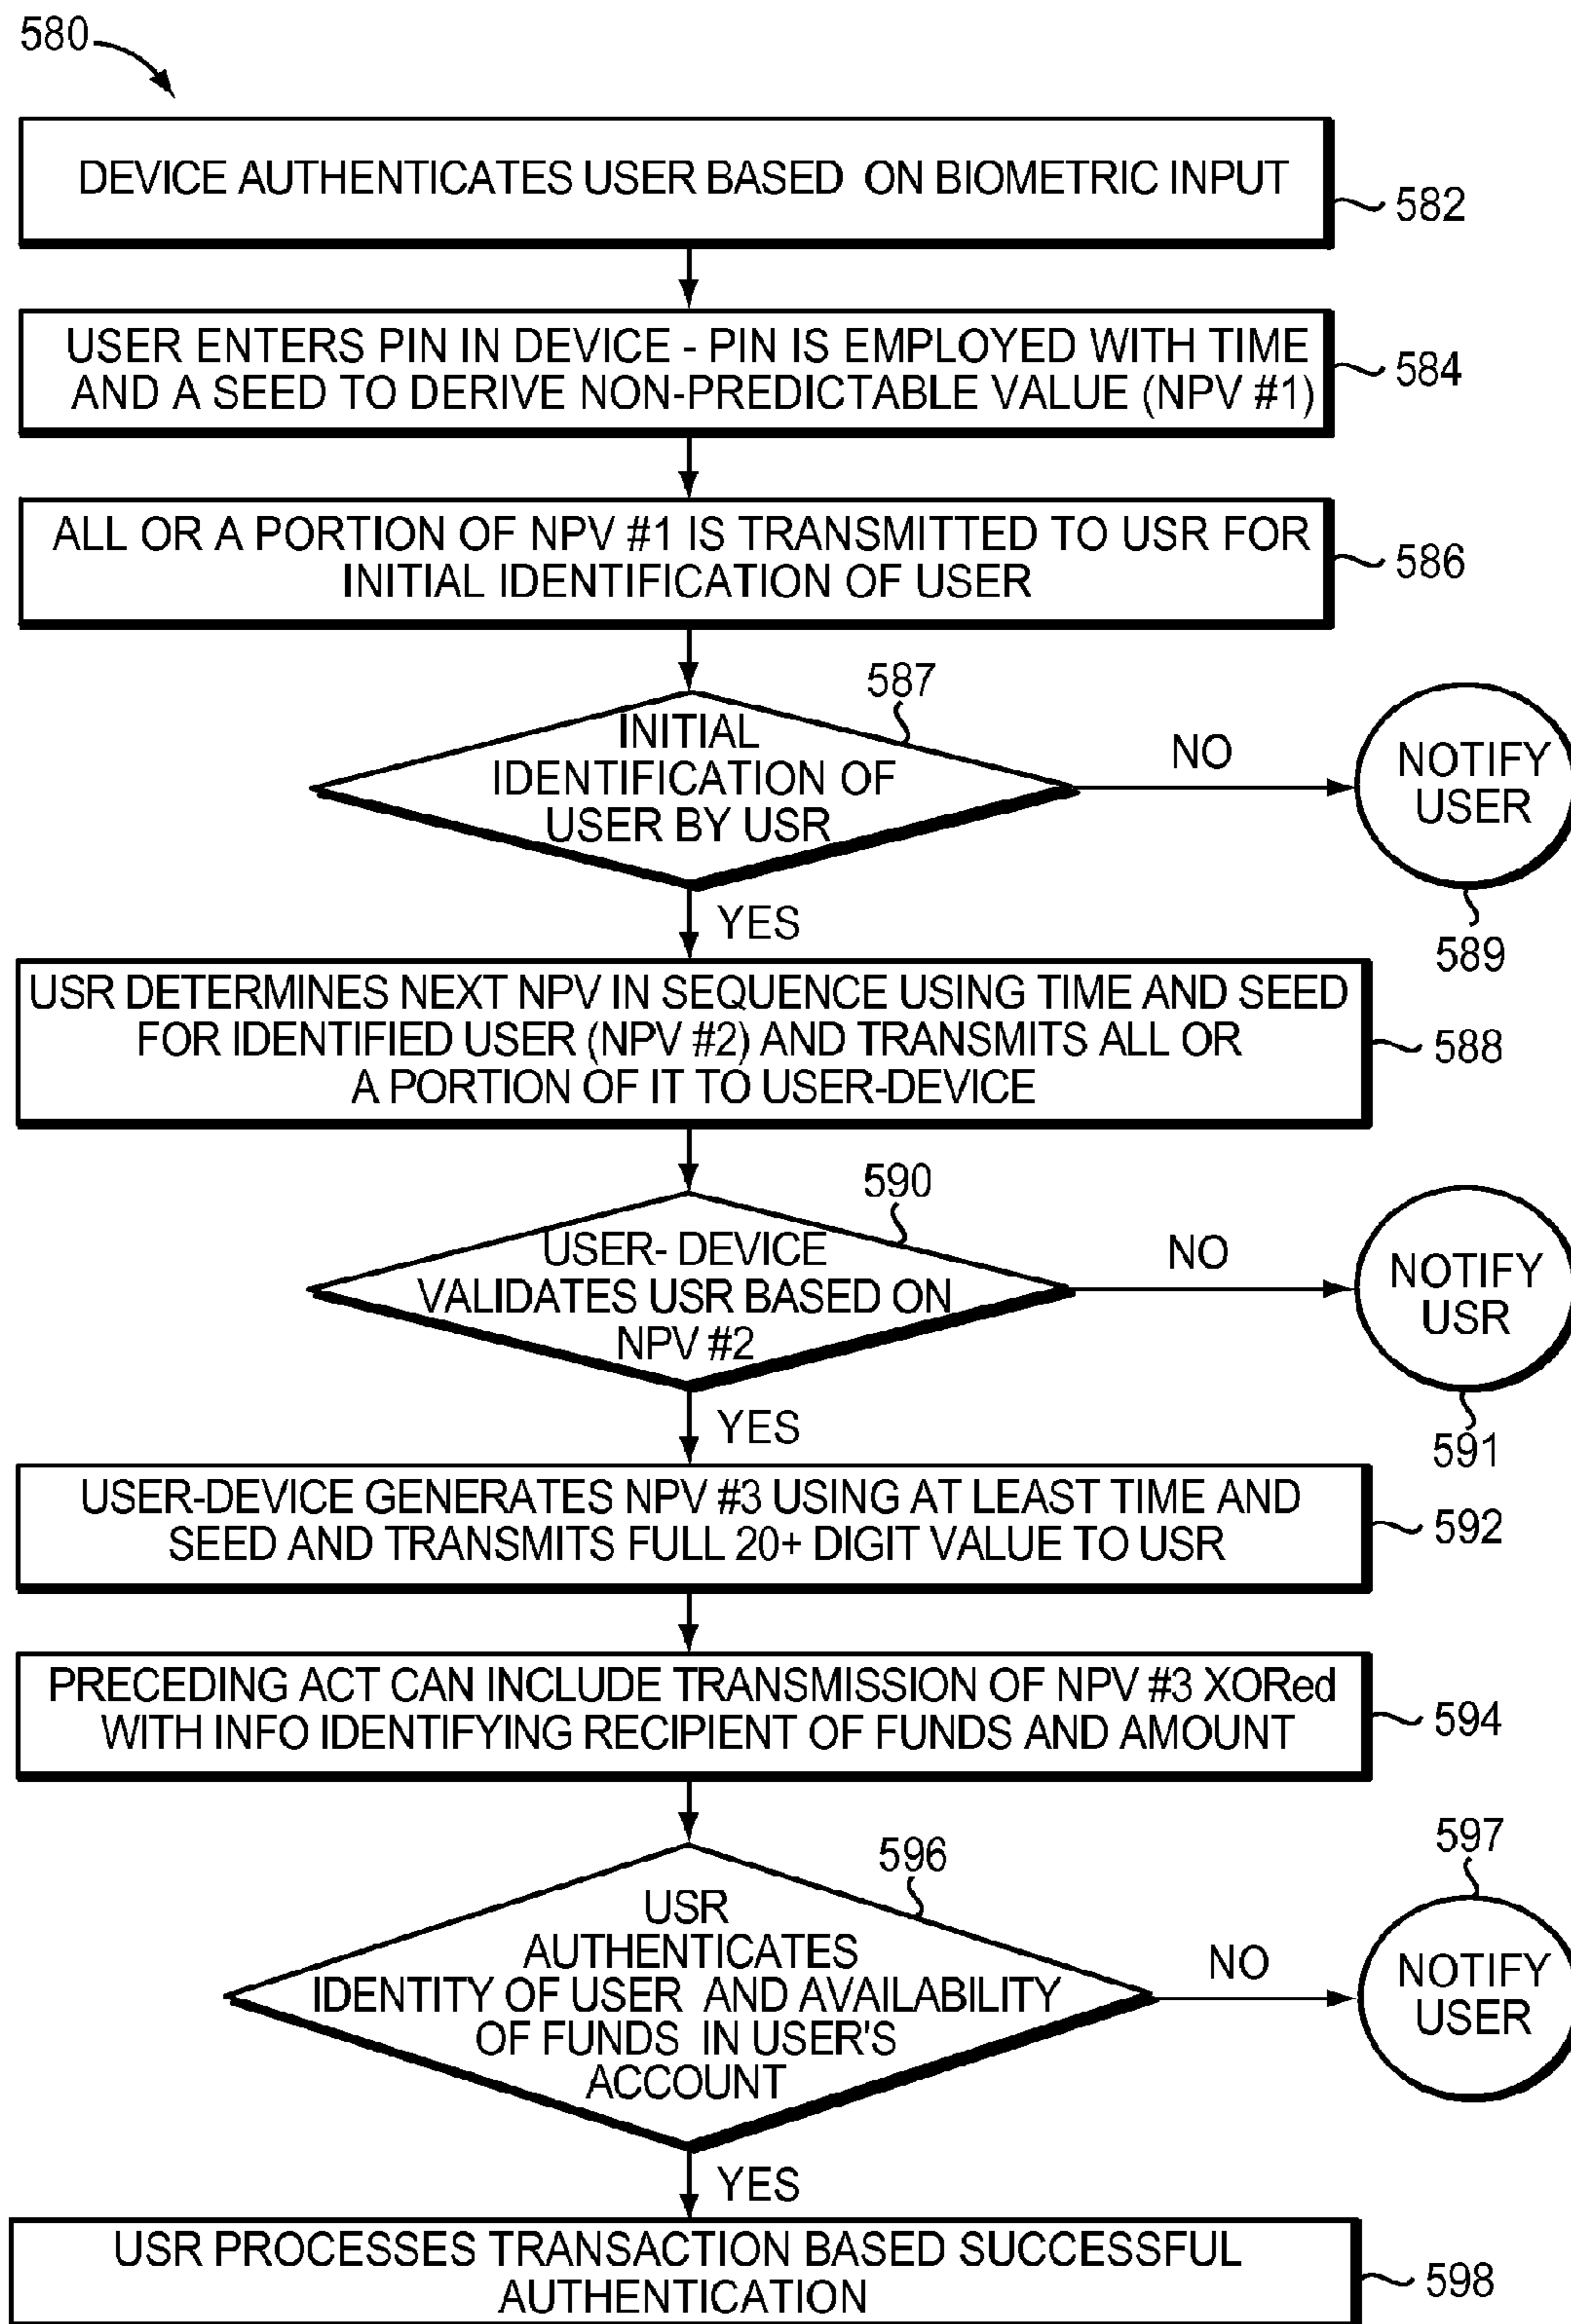 580
DEVICE AUTHENTICATES USER BASED ON BIOMETRIC INPUT
582
USER ENTERS PIN IN DEVICE - PIN IS EMPLOYED WITH TIME
AND A SEED TO DERIVE NON-PREDICTABLE VALUE (NPV #1)
584
ALL OR A PORTION OF NPV #1 IS TRANSMITTED TO USR FOR
INITIAL IDENTIFICATION OF USER
586
587
INITIAL
IDENTIFICATION OF
USER BY USR
NO
NOTIFY
USER
589
YES
USR DETERMINES NEXT NPV IN SEQUENCE USING TIME AND SEED
FOR IDENTIFIED USER (NPV #2) AND TRANSMITS ALL OR
A PORTION OF IT TO USER-DEVICE
588
590
USER- DEVICE
VALIDATES USR BASED ON
NPV #2
NO
NOTIFY
USR
591
YES
USER-DEVICE GENERATES NPV #3 USING AT LEAST TIME AND
SEED AND TRANSMITS FULL 20+ DIGIT VALUE TO USR
592
PRECEDING ACT CAN INCLUDE TRANSMISSION OF NPV #3 XORed
WITH INFO IDENTIFYING RECIPIENT OF FUNDS AND AMOUNT
594
596
USR
AUTHENTICATES
IDENTITY OF USER AND AVAILABILITY
OF FUNDS IN USER'S
ACCOUNT
NO
597
NOTIFY
USER
YES
USR PROCESSES TRANSACTION BASED SUCCESSFUL
AUTHENTICATION
598